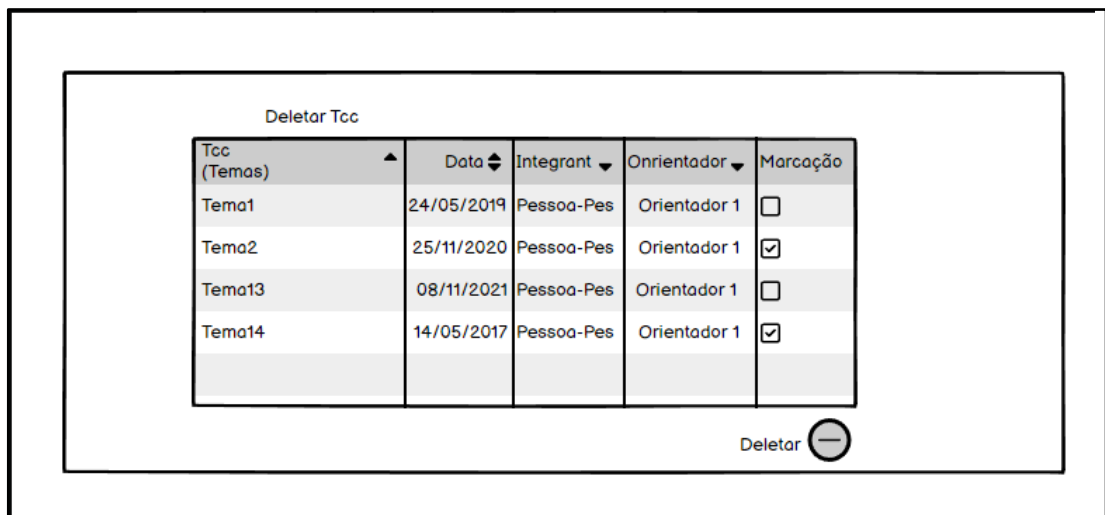 Deletar Tcc
Tcc
(Temas)
Data Integrant Onrientador Marcação
Tema1 24/05/2019 Pessoa-Pes Orientador 1
Tema2 25/11/2020 Pessoa-Pes Orientador 1
Tema13 08/11/2021 Pessoa-Pes Orientador 1
Tema14 14/05/2017 Pessoa-Pes Orientador 1
Deletar